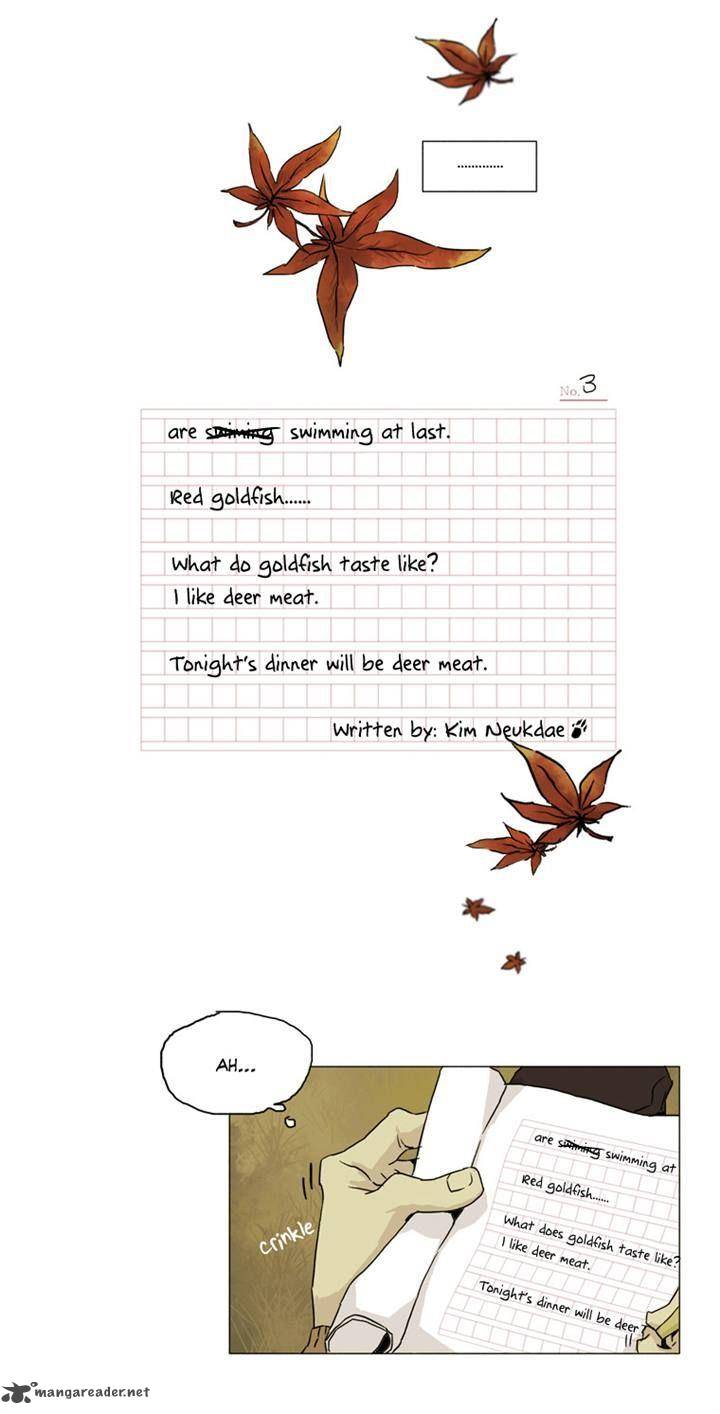 .............
No. 3
are swiming swimming at last.
Red goldfish......
What do goldfish taste like?
I like deer meat.
Tonight's dinner will be deer meat.
Written by: Kim Neukdae
AH...
crinkle
are swiming swimming at
Red goldfish......
What does goldfish taste like?
I like deer meat.
Tonight's dinner will be deer
mangareader.net